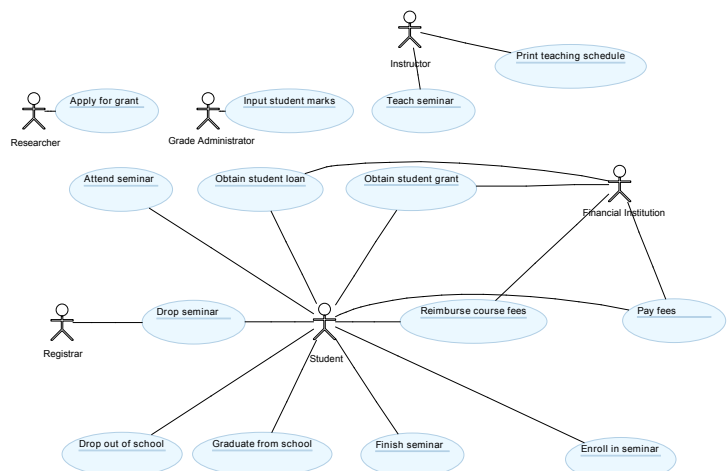 Instructor
Print teaching schedule
Apply for grant
Input student marks
Teach seminar
Researcher
Grade Administrator
Attend seminar
Obtain student loan
Obtain student grant
Financial Institution
Drop seminar
Reimburse course fees
Pay fees
Registrar
Student
Drop out of school
Graduate from school
Finish seminar
Enroll in seminar